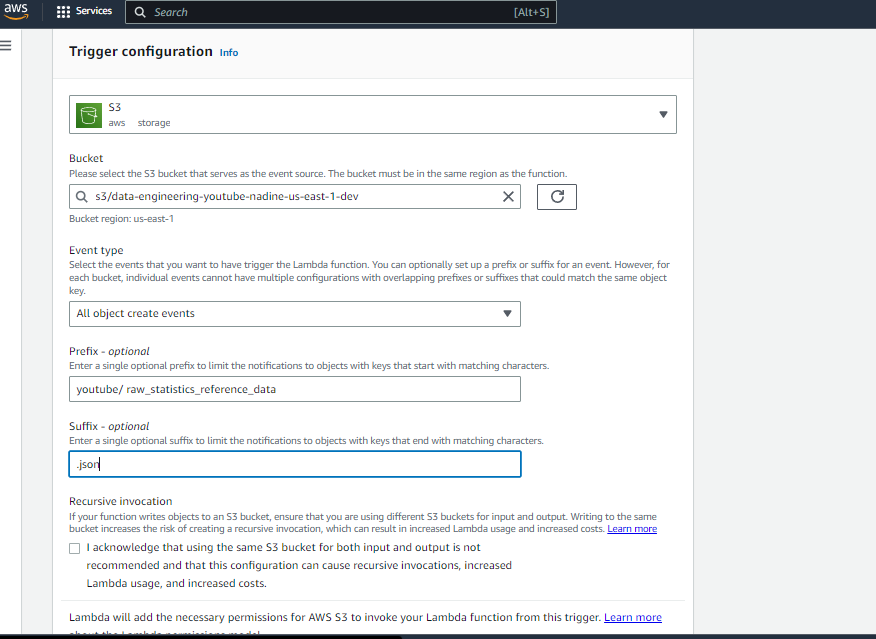 aws
Services
Search
[Alt+S]
Trigger configuration Info
S3
aws storage
Bucket
Please select the S3 bucket that serves as the event source. The bucket must be in the same region as the function.
s3/data-engineering-youtube-nadine-us-east-1-dev
Bucket region: us-east-1
Event type
Select the events that you want to have trigger the Lambda function. You can optionally set up a prefix or suffix for an event. However, for
each bucket, individual events cannot have multiple configurations with overlapping prefixes or suffixes that could match the same object
key.
All object create events
Prefix - optional
Enter a single optional prefix to limit the notifications to objects with keys that start with matching characters.
youtube/ raw_statistics_reference_data
Suffix - optional
Enter a single optional suffix to limit the notifications to objects with keys that end with matching characters.
.json
Recursive invocation
If your function writes objects to an S3 bucket, ensure that you are using different S3 buckets for input and output. Writing to the same
bucket increases the risk of creating a recursive invocation, which can result in increased Lambda usage and increased costs. Learn more
I acknowledge that using the same S3 bucket for both input and output is not
recommended and that this configuration can cause recursive invocations, increased
Lambda usage, and increased costs.
Lambda will add the necessary permissions for AWS S3 to invoke your Lambda function from this trigger. Learn more
about the Lambda permissions model